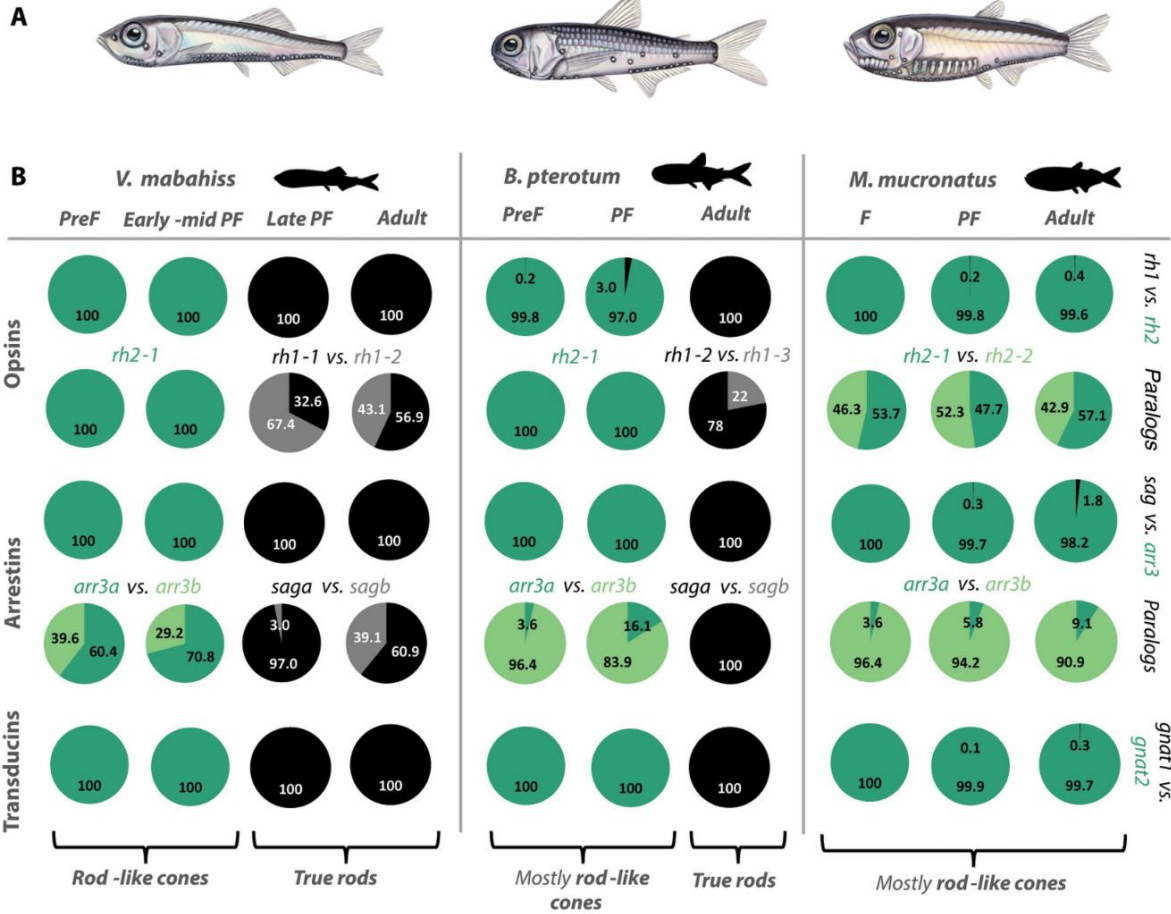 A
B
V. mabahiss
B. pterotum
M. mucronatus
PreF Early -mid PF Late PF Adult
PreF PF Adult
F PF Adult
Opsins
100 100 100 100
0.2 99.8 3.0 97.0 100
100 0.2 99.8 0.4 99.6
rh1 vs. rh2
rh2-1
rh1-1 vs. rh1-2
rh2-1
rh1-2 vs. rh1-3
rh2-1 vs. rh2-2
100 100 67.4 32.6 43.1 56.9
100 100 22 78
46.3 53.7 52.3 47.7 42.9 57.1
Paralogs
Arrestins
100 100 100 100
100 100 100
100 0.3 99.7 1.8 98.2
sag vs. arr3
arr3a vs. arr3b
saga vs. sagb
arr3a vs. arr3b
saga vs. sagb
arr3a vs. arr3b
39.6 60.4 29.2 70.8 3.0 97.0 39.1 60.9
3.6 96.4 16.1 83.9 100
3.6 96.4 5.8 94.2 9.1 90.9
Paralogs
Transducins
100 100 100 100
100 100 100
100 0.1 99.9 0.3 99.7
gnat1 vs.
gnat2
Rod -like cones
True rods
Mostly rod-like
cones
True rods
Mostly rod-like cones